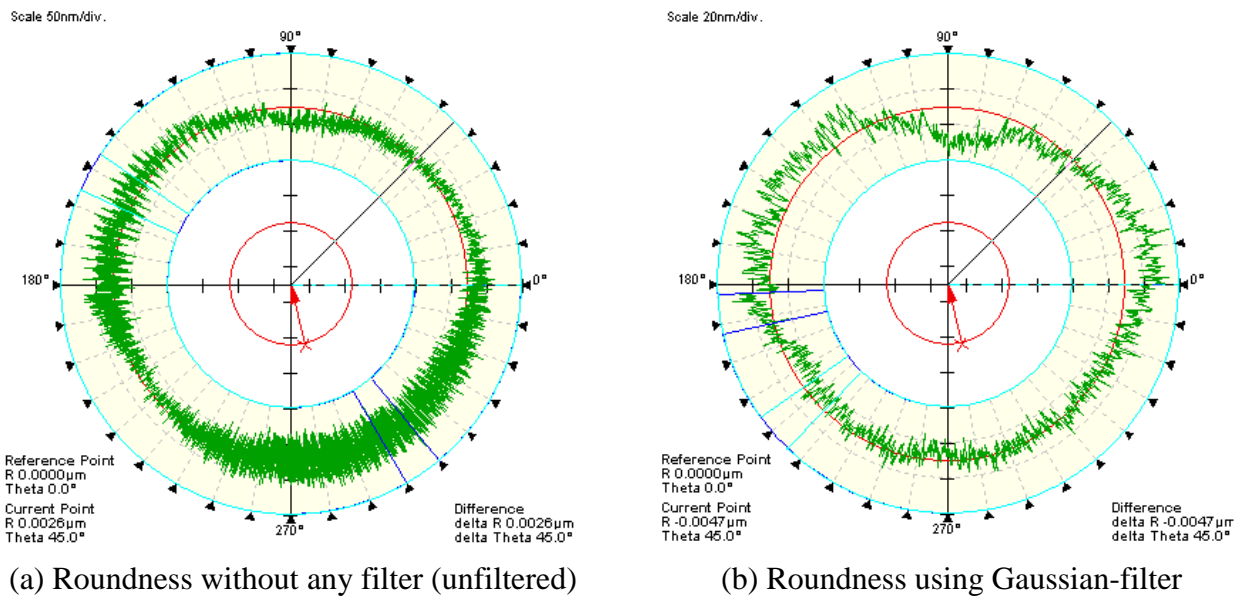 Scale 50nm/div.
90°
180°
0°
270°
Reference Point
R 0.0000µm
Theta 0.0°
Current Point
R 0.0026µm
Theta 45.0°
Difference
delta R 0.0026µm
delta Theta 45.0°
(a) Roundness without any filter (unfiltered)
Scale 20nm/div.
90°
180°
0°
270°
Reference Point
R 0.0000µm
Theta 0.0°
Current Point
R -0.0047µm
Theta 45.0°
Difference
delta R -0.0047µm
delta Theta 45.0°
(b) Roundness using Gaussian-filter